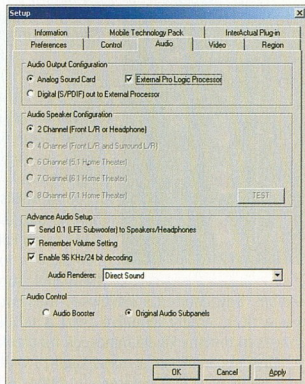 Setup
Information Mobile Technology Pack InterActual Plug-in
Preferences Control Audio Video Region
Audio Output Configuration
Analog Sound Card External Pro Logic Processor
Digital (S/PDIF) out to External Processor
Audio Speaker Configuration
2 Channel (Front L/R or Headphone)
4 Channel (Front L/R and Surround L/R)
6 Channel (5.1 Home Theater)
7 Channel (6.1 Home Theater)
8 Channel (7.1 Home Theater)
TEST
Advance Audio Setup
Send 0.1 (LFE Subwooler) to Speakers/Headphones
Remember Volume Setting
Enable 96 KHz/24 bit decoding
Audio Renderer: Direct Sound
Audio Control
Audio Booster Original Audio Subpanels
OK Cancel Apply